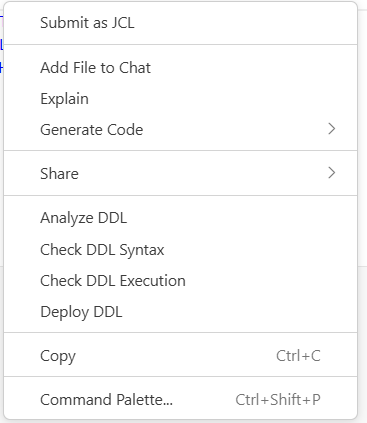 Submit as JCL
Add File to Chat
Explain
Generate Code
Share
Analyze DDL
Check DDL Syntax
Check DDL Execution
Deploy DDL
Copy Ctrl+C
Command Palette... Ctrl+Shift+P